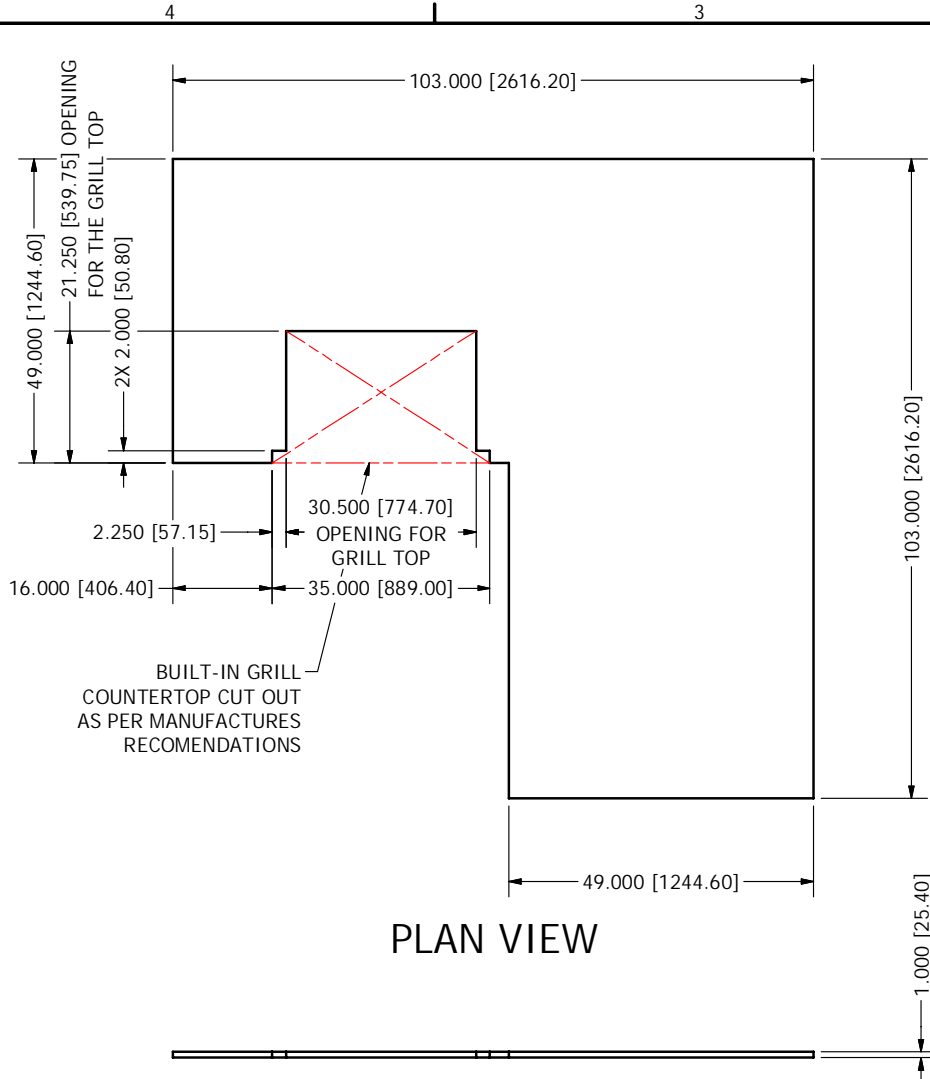 4
3
103.000 [2616.20]
49.000 [1244.60]
21.250 [539.75] OPENING
FOR THE GRILL TOP
2X 2.000 [50.80]
103.000 [2616.20]
30.500 [774.70]
OPENING FOR
GRILL TOP
2.250 [57.15]
16.000 [406.40]
35.000 [889.00]
BUILT-IN GRILL
COUNTERTOP CUT OUT
AS PER MANUFACTURES
RECOMENDATIONS
49.000 [1244.60]
PLAN VIEW
1.000 [25.40]